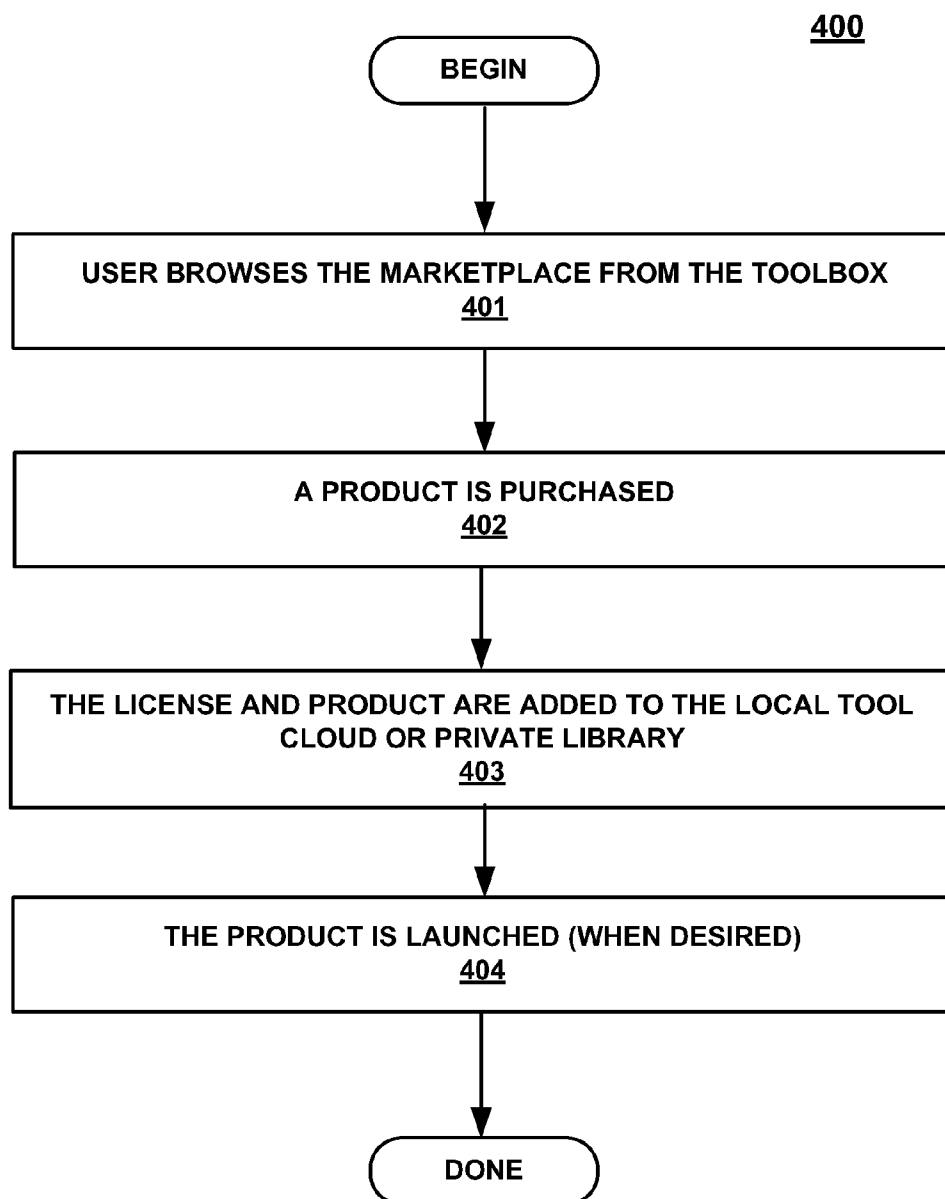 400
BEGIN
USER BROWSES THE MARKETPLACE FROM THE TOOLBOX
401
A PRODUCT IS PURCHASED
402
THE LICENSE AND PRODUCT ARE ADDED TO THE LOCAL TOOL
CLOUD OR PRIVATE LIBRARY
403
THE PRODUCT IS LAUNCHED (WHEN DESIRED)
404
DONE